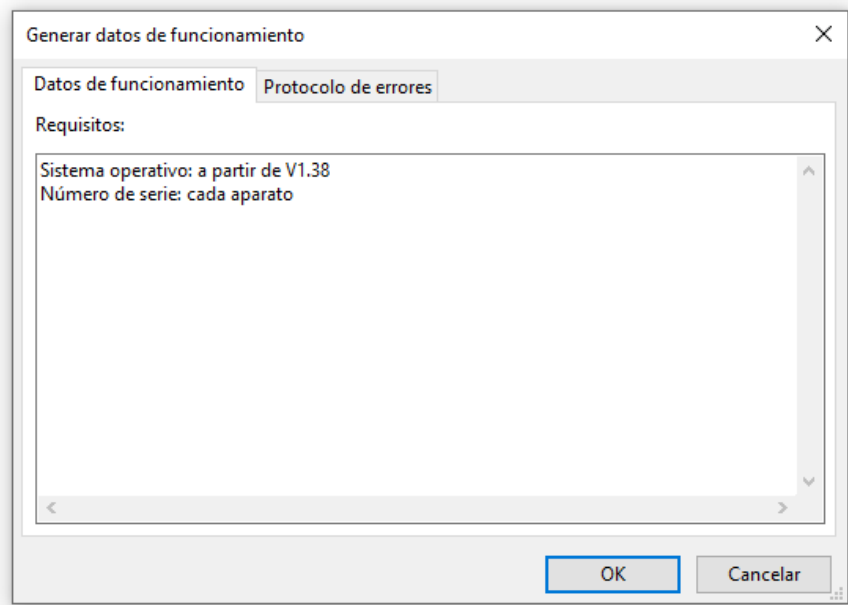 Generar datos de funcionamiento
Datos de funcionamiento
Protocolo de errores
Requisitos:
Sistema operativo: a partir de V1.38
Número de serie: cada aparato
OK
Cancelar